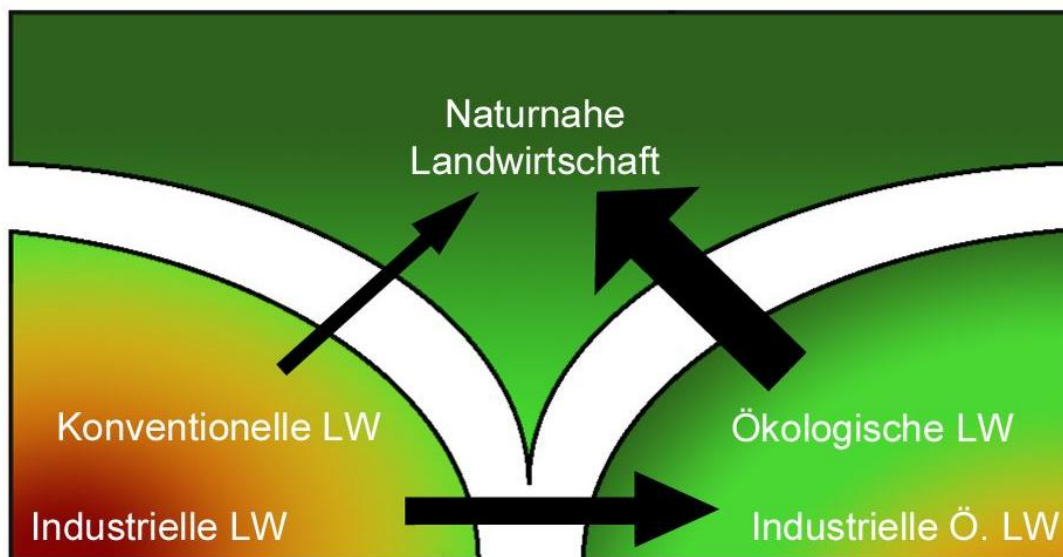 Naturnahe
Landwirtschaft
Konventionelle LW
Ökologische LW
Industrielle LW
Industrielle Ö. LW